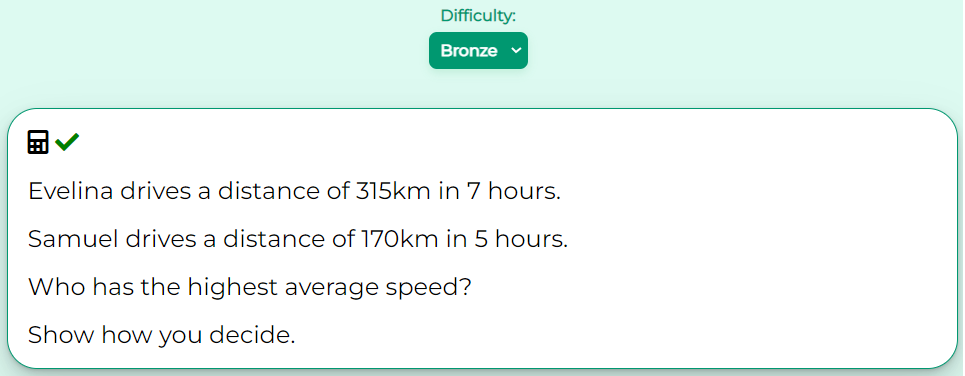 Difficulty:
Bronze
Evelina drives a distance of 315km in 7 hours.
Samuel drives a distance of 170km in 5 hours.
Who has the highest average speed?
Show how you decide.